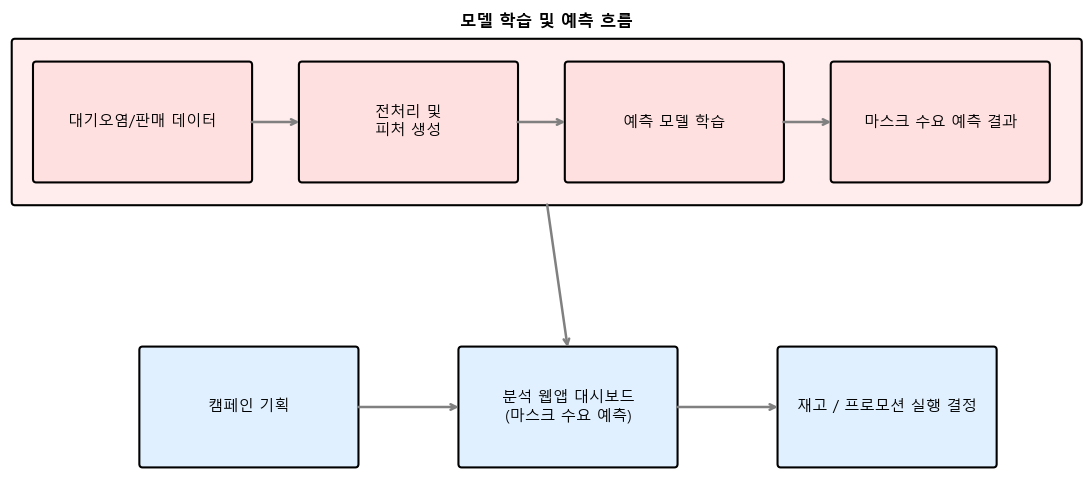 모델 학습 및 예측 흐름
대기오염/판매 데이터
전처리 및
피처 생성
예측 모델 학습
마스크 수요 예측 결과
캠페인 기획
분석 웹앱 대시보드
(마스크 수요 예측)
재고 / 프로모션 실행 결정